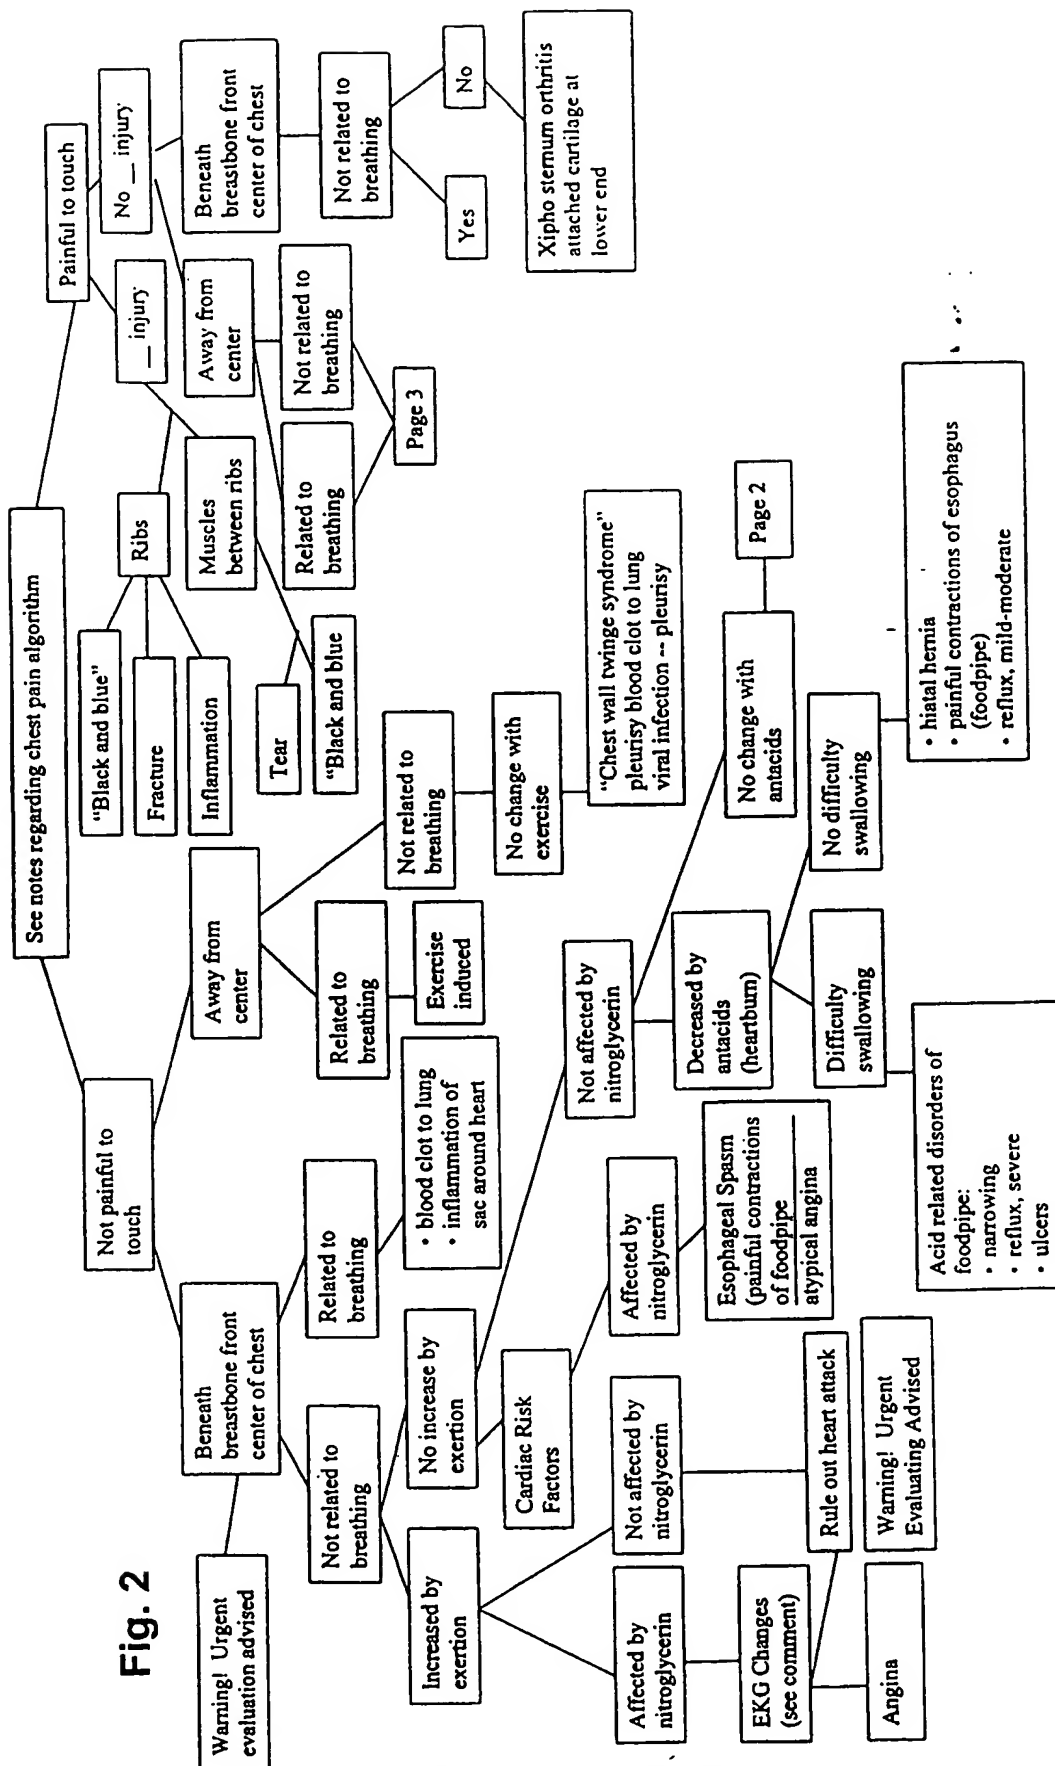 Fig. 2
See notes regarding chest pain algorithm
Not painful to
touch
Painful to touch
Warning! Urgent
evaluation advised
Beneath
breastbone front
center of chest
Away from
center
"Black and blue"
Fracture
Inflammation
Ribs
__ injury
No __ injury
Muscles
between ribs
Tear
"Black and blue
Away from
center
Beneath
breastbone front
center of chest
Not related to
breathing
Related to
breathing
Related to
breathing
Not related to
breathing
Related to
breathing
Not related to
breathing
Not related to
breathing
• blood clot to lung
• inflammation of
sac around heart
Exercise
induced
No change with
exercise
Page 3
Yes
No
"Chest wall twinge syndrome"
pleurisy blood clot to lung
viral infection -- pleurisy
Xipho sternum orthritis
attached cartilage at
lower end
Increased by
exertion
No increase by
exertion
Cardiac Risk
Factors
Not affected by
nitroglycerin
Affected by
nitroglycerin
Not affected by
nitroglycerin
Affected by
nitroglycerin
Decreased by
antacids
(heartburn)
No change with
antacids
Page 2
EKG Changes
(see comment)
Rule out heart attack
Esophageal Spasm
(painful contractions
of foodpipe
atypical angina
Difficulty
swallowing
No difficulty
swallowing
Angina
Warning! Urgent
Evaluating Advised
Acid related disorders of
foodpipe:
• narrowing
• reflux, severe
• ulcers
• hiatal hernia
• painful contractions of esophagus
(foodpipe)
• reflux, mild-moderate